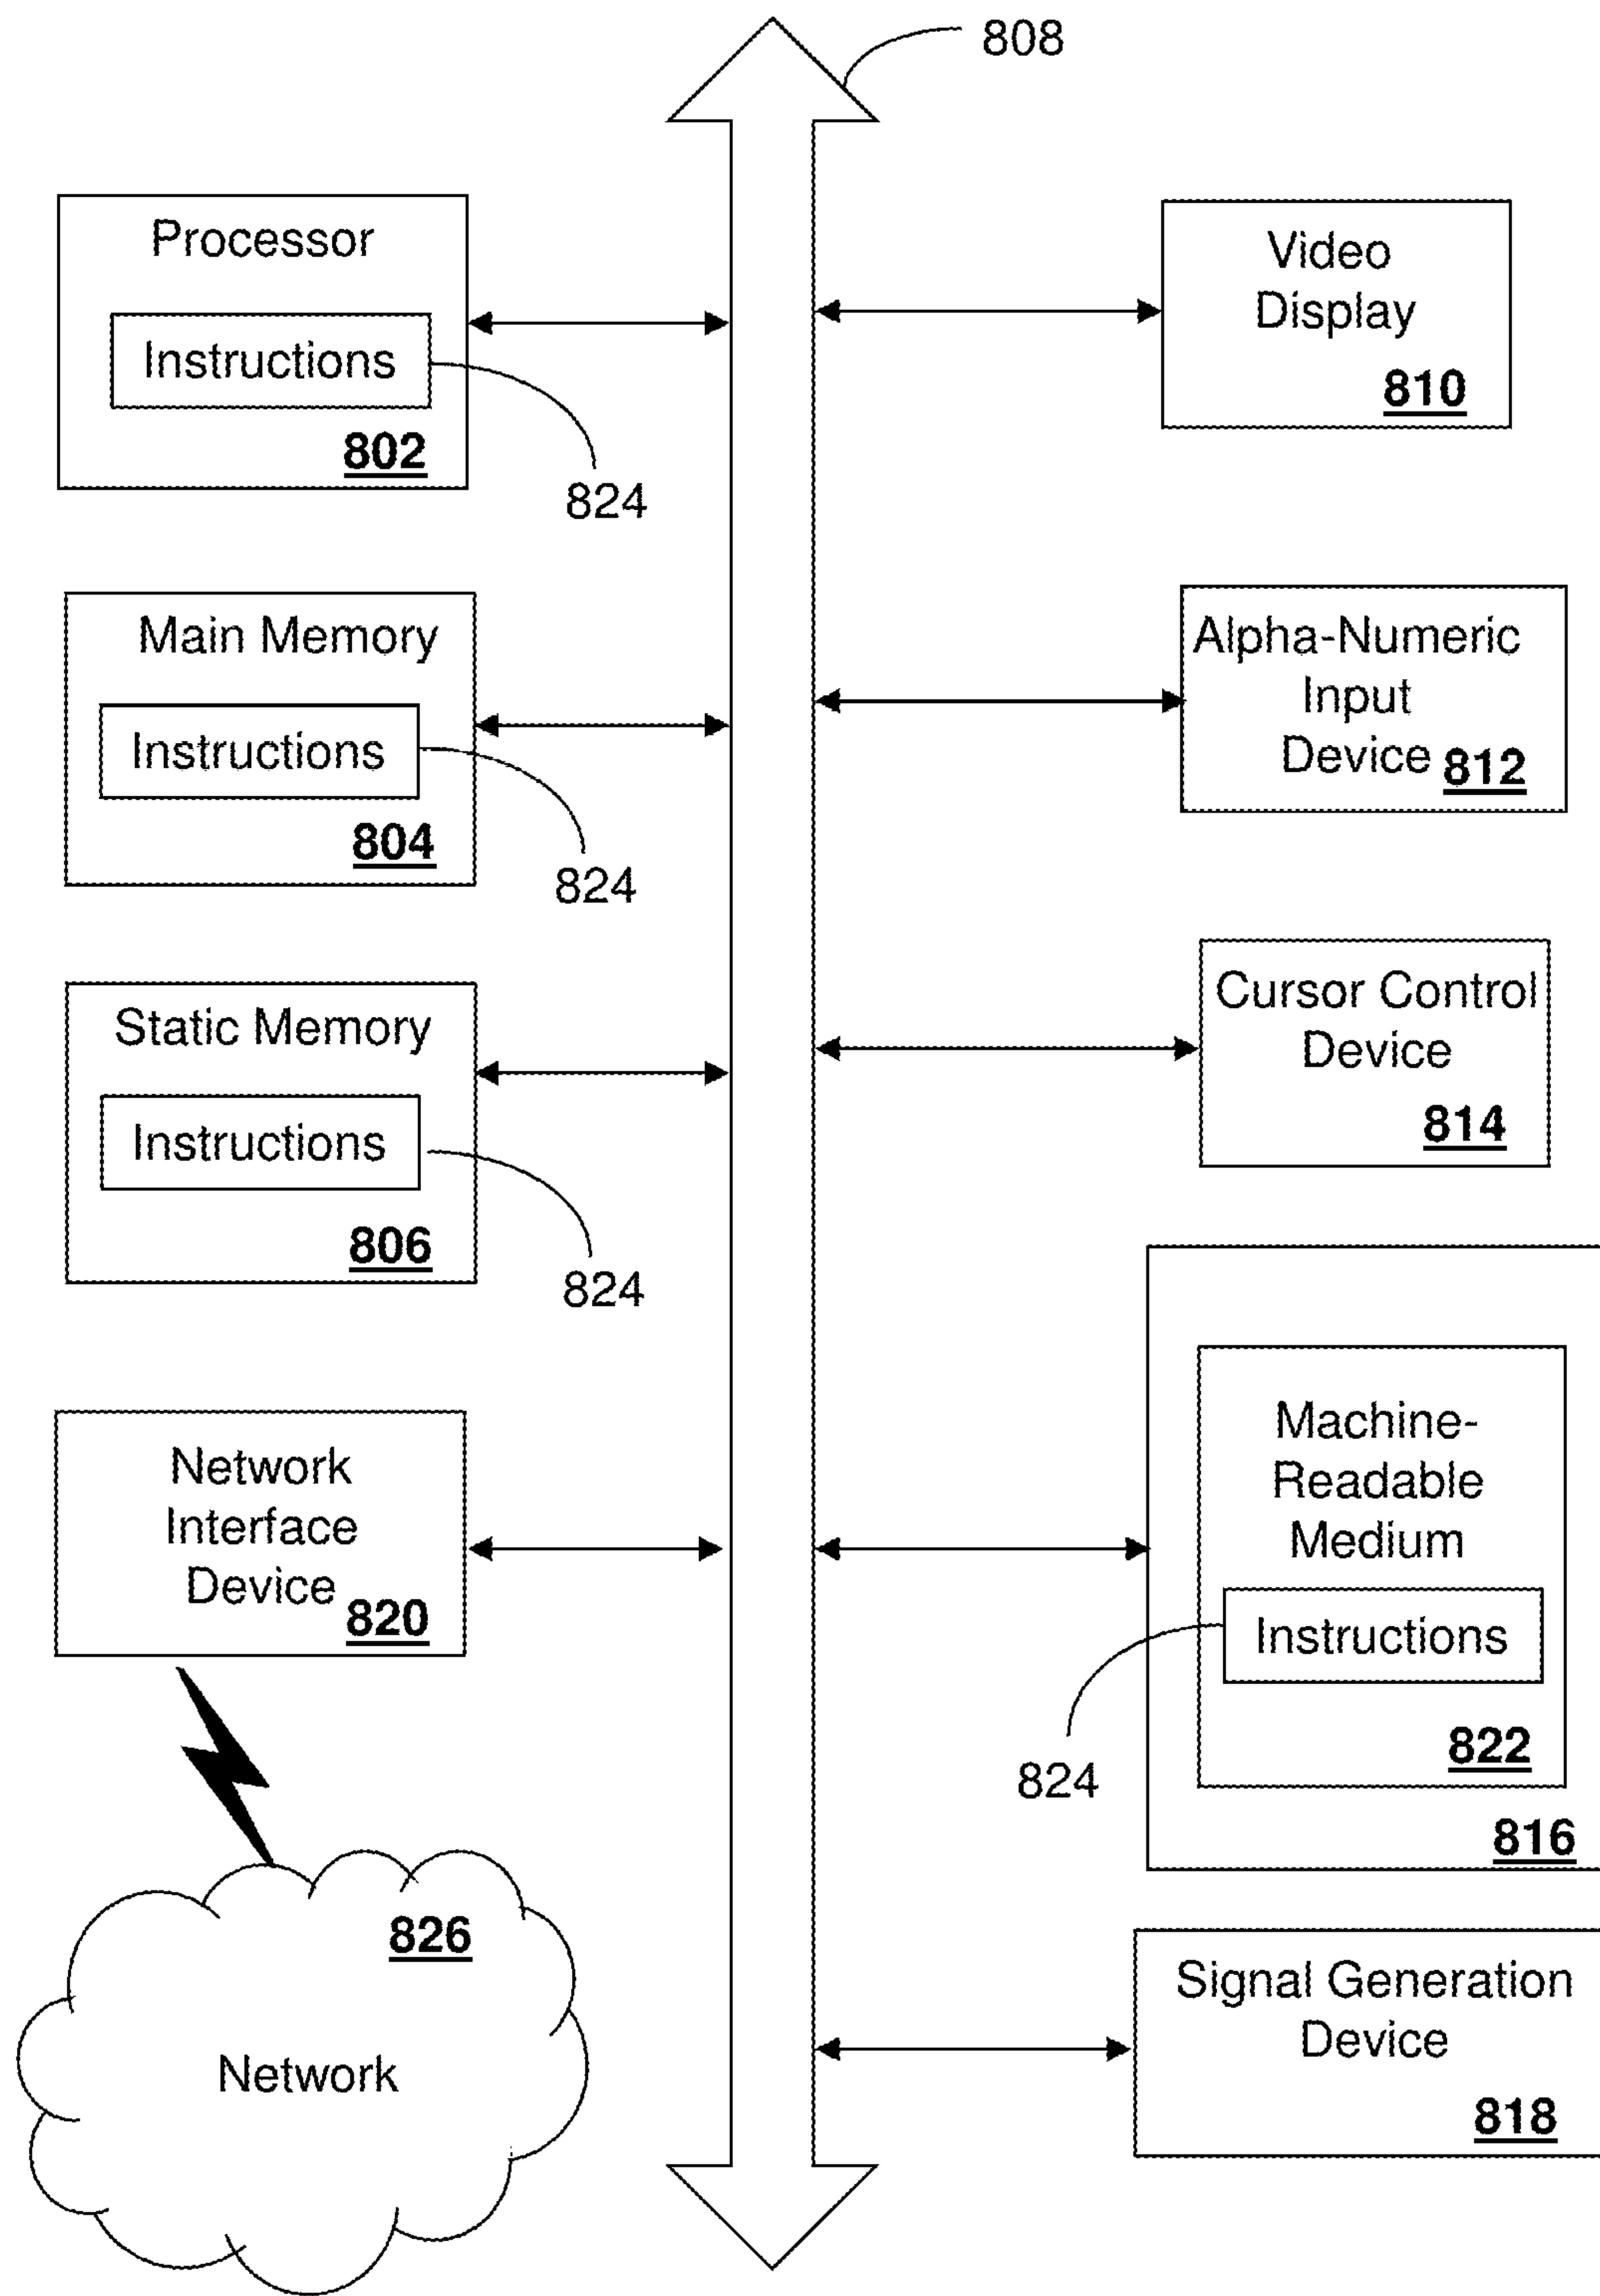 808
Processor
Instructions
802
824
Main Memory
Instructions
804
824
Static Memory
Instructions
806
824
Network
Interface
Device
820
826
Network
Video
Display
810
Alpha-Numeric
Input
Device 812
Cursor Control
Device
814
Machine-
Readable
Medium
Instructions
822
824
816
Signal Generation
Device
818